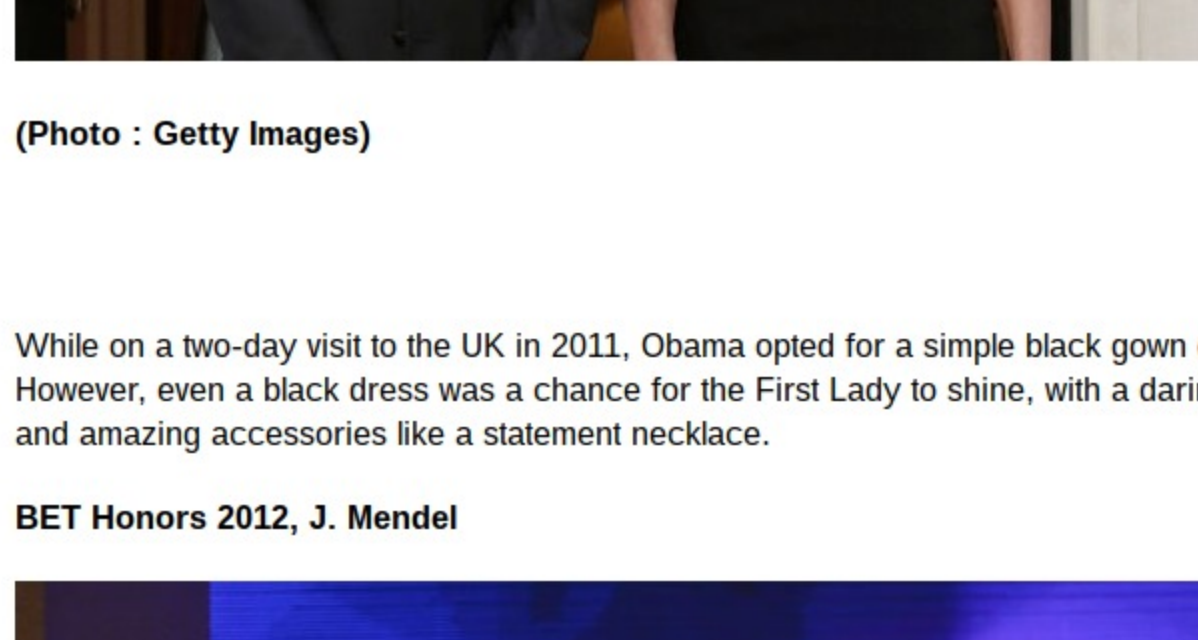 (Photo : Getty Images)
While on a two-day visit to the UK in 2011, Obama opted for a simple black gown
However, even a black dress was a chance for the First Lady to shine, with a
and amazing accessories like a statement necklace.
BET Honors 2012, J. Mendel